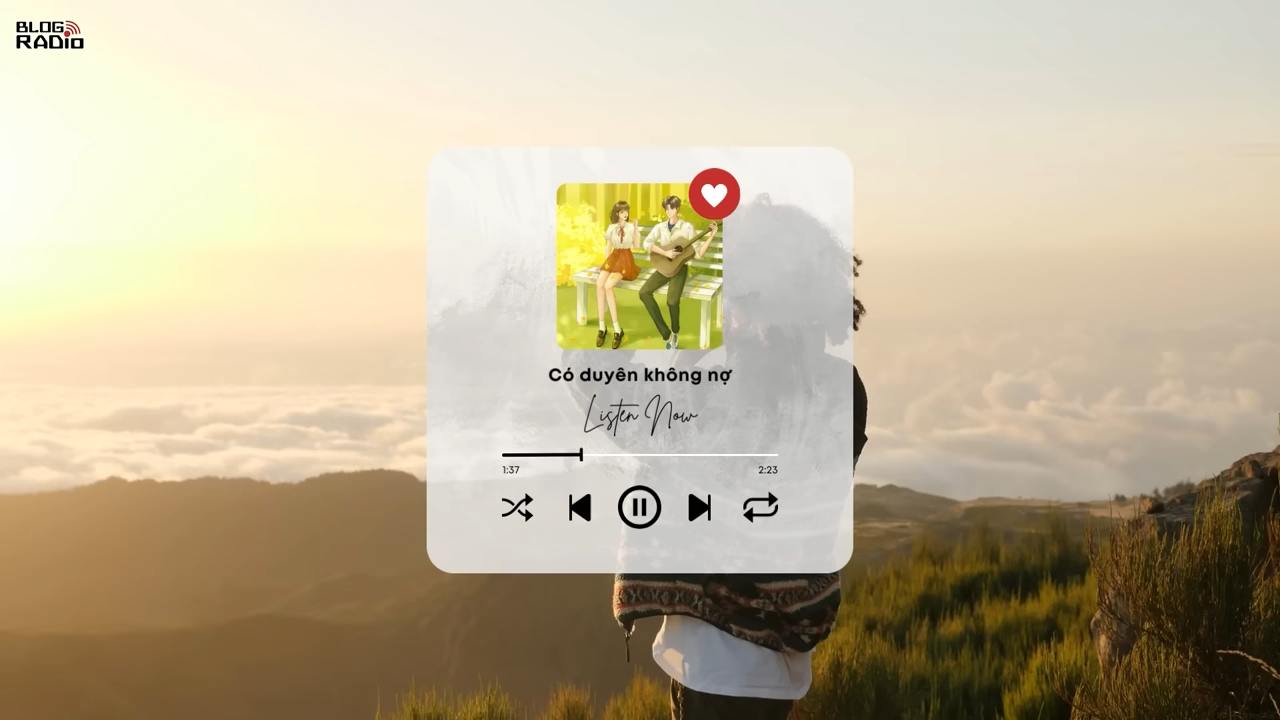 BLOG
RADIO
Có duyên không nợ
Listen Now
1:37
2:23